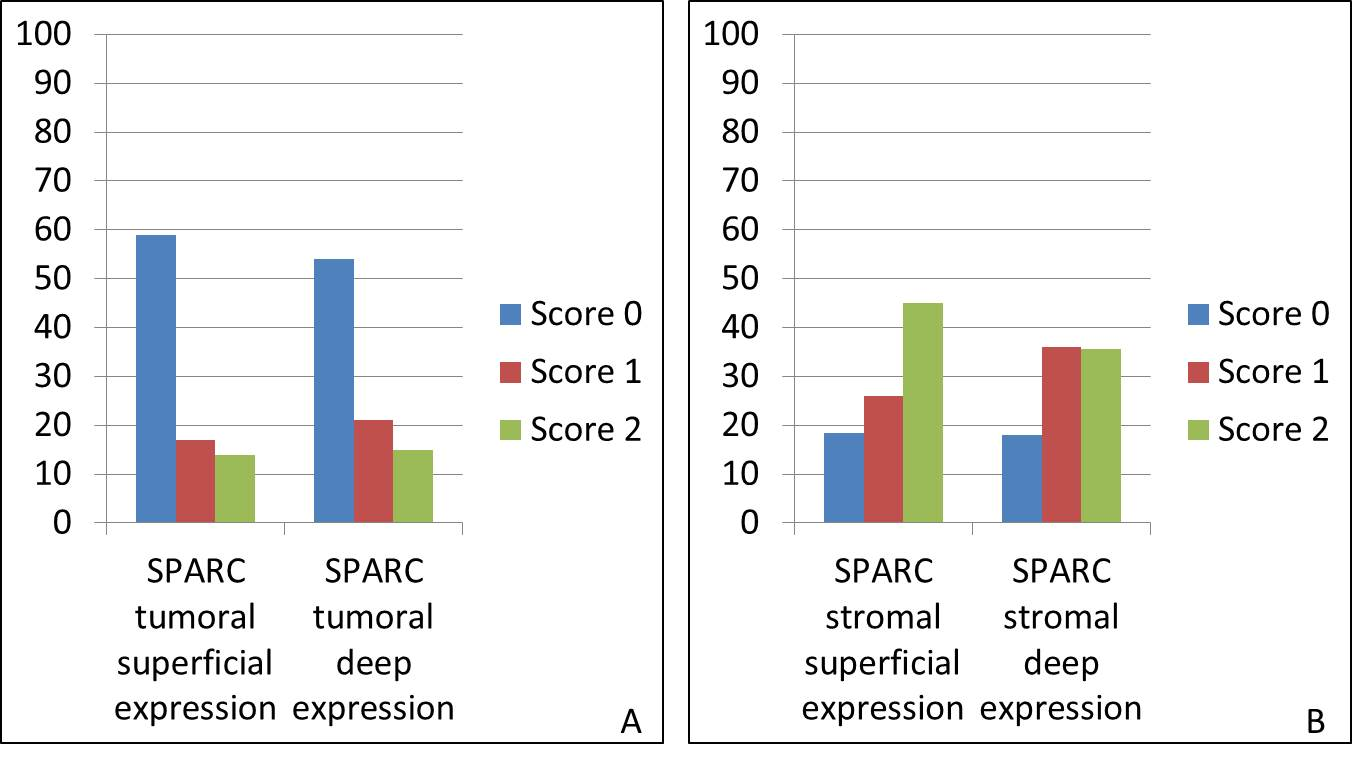 100
90
80
70
60
50
40
30
20
10
0
Score 0
Score 1
Score 2
SPARC
tumoral
superficial
expression
SPARC
tumoral
deep
expression
A
100
90
80
70
60
50
40
30
20
10
0
Score 0
Score 1
Score 2
SPARC
stromal
superficial
expression
SPARC
stromal
deep
expression
B